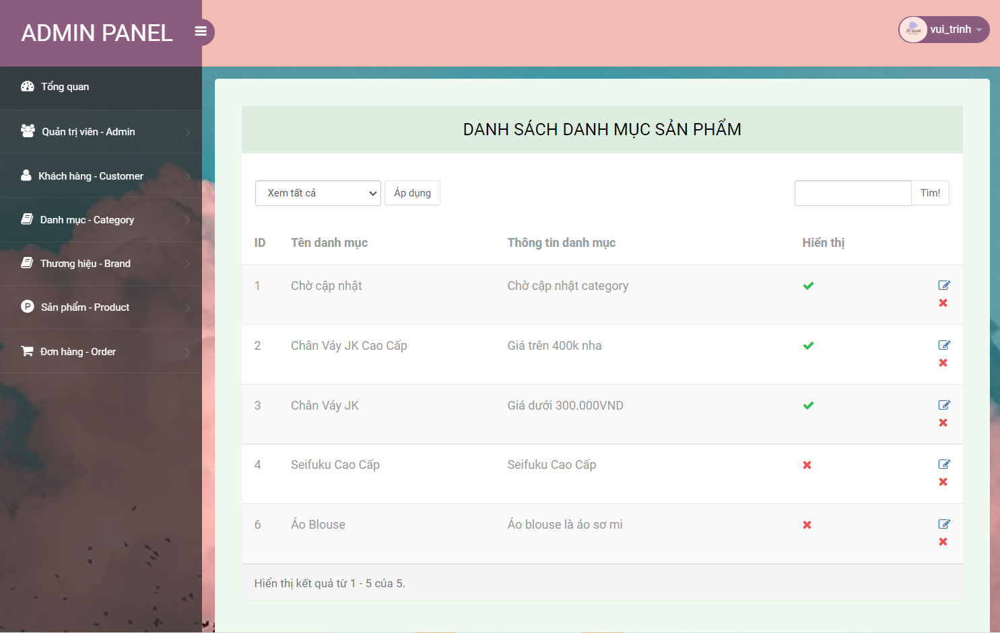 ADMIN PANEL
vui_trinh
Tổng quan
Quản trị viên - Admin
Khách hàng - Customer
Danh mục - Category
Thương hiệu - Brand
Sản phẩm - Product
Đơn hàng - Order
DANH SÁCH DANH MỤC SẢN PHẨM
Xem tất cả Áp dụng Tìm!
ID Tên danh mục Thông tin danh mục Hiển thị
1 Chờ cập nhật Chờ cập nhật category
2 Chân Váy JK Cao Cấp Giá trên 400k nha
3 Chân Váy JK Giá dưới 300.000VND
4 Seifuku Cao Cấp Seifuku Cao Cấp
6 Áo Blouse Áo blouse là áo sơ mi
Hiển thị kết quả từ 1 - 5 của 5.